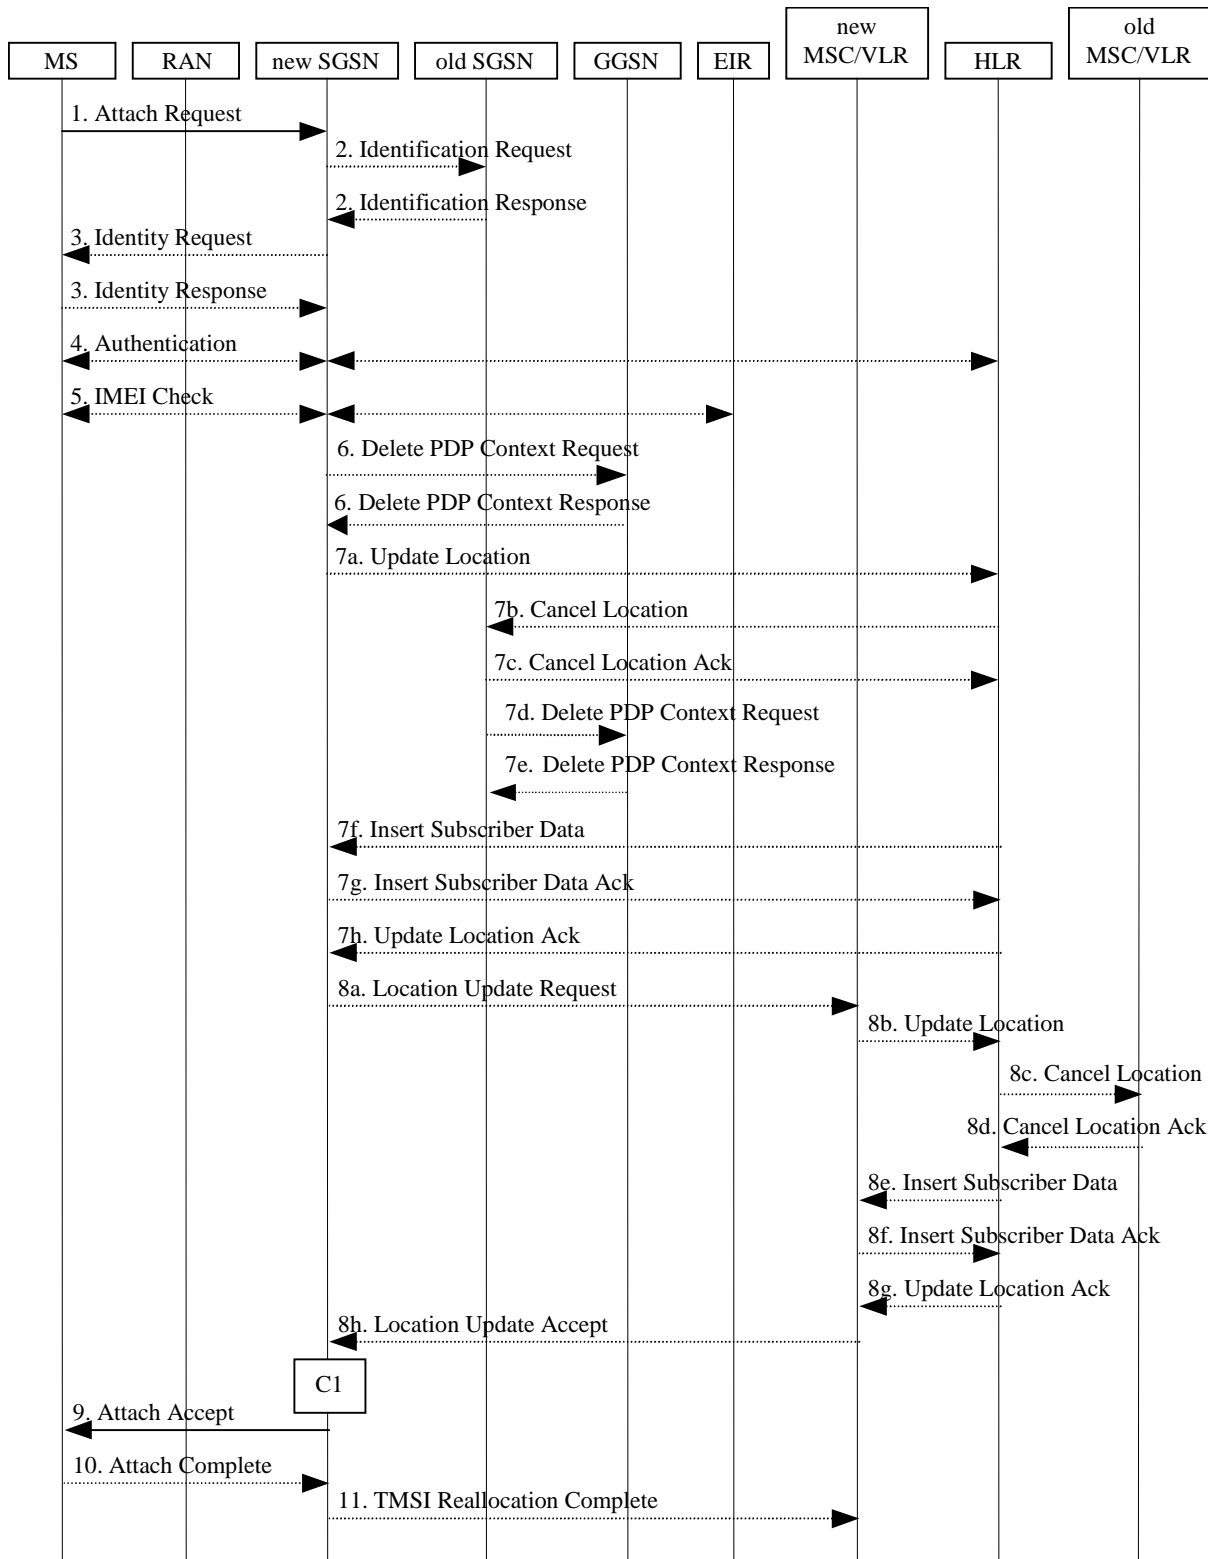 new
old
MS
RAN
new SGSN
old SGSN
GGSN
EIR
MSC/VLR
HLR
MSC/VLR
1. Attach Request
2. Identification Request
2. Identification Response
3. Identity Request
3. Identity Response
4. Authentication
5. IMEI Check
6. Delete PDP Context Request
6. Delete PDP Context Response
7a. Update Location
7b. Cancel Location
7c. Cancel Location Ack
7d. Delete PDP Context Request
7e. Delete PDP Context Response
7f. Insert Subscriber Data
7g. Insert Subscriber Data Ack
7h. Update Location Ack
8a. Location Update Request
8b. Update Location
8c. Cancel Location
8d. Cancel Location Ack
8e. Insert Subscriber Data
8f. Insert Subscriber Data Ack
8g. Update Location Ack
8h. Location Update Accept
C1
9. Attach Accept
10. Attach Complete
11. TMSI Reallocation Complete